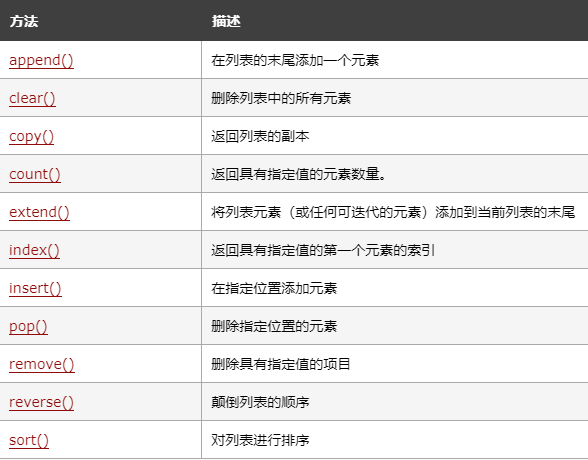 方法 描述
append() 在列表的末尾添加一个元素
clear() 删除列表中的所有元素
copy() 返回列表的副本
count() 返回具有指定值的元素数量。
extend() 将列表元素（或任何可迭代的元素）添加到当前列表的末尾
index() 返回具有指定值的第一个元素的索引
insert() 在指定位置添加元素
pop() 删除指定位置的元素
remove() 删除具有指定值的项目
reverse() 颠倒列表的顺序
sort() 对列表进行排序